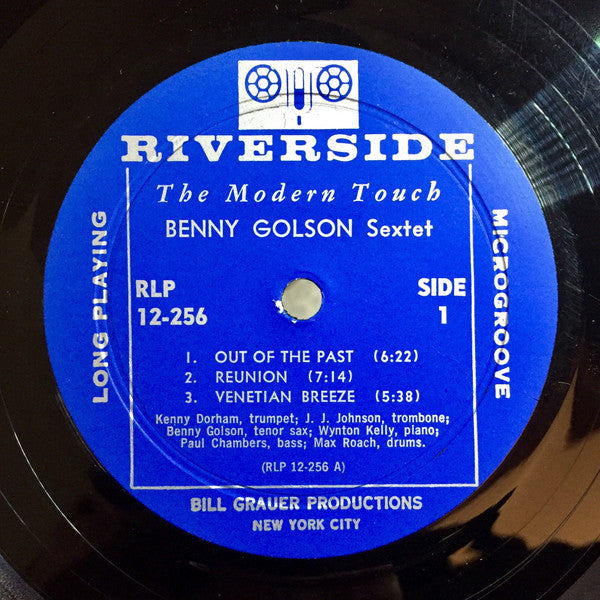 RIVERSIDE
The Modern Touch
BENNY GOLSON Sextet
LONG PLAYING
MICROGROOVE
RLP
12-256
SIDE
1
1. OUT OF THE PAST (6:22)
2. REUNION (7:14)
3. VENETIAN BREEZE (5:38)
Kenny Dorham, trumpet; J. J. Johnson, trombone;
Benny Golson, tenor sax; Wynton Kelly, piano;
Paul Chambers, bass; Max Roach, drums.
(RLP 12-256 A)
BILL GRAUER PRODUCTIONS
NEW YORK CITY